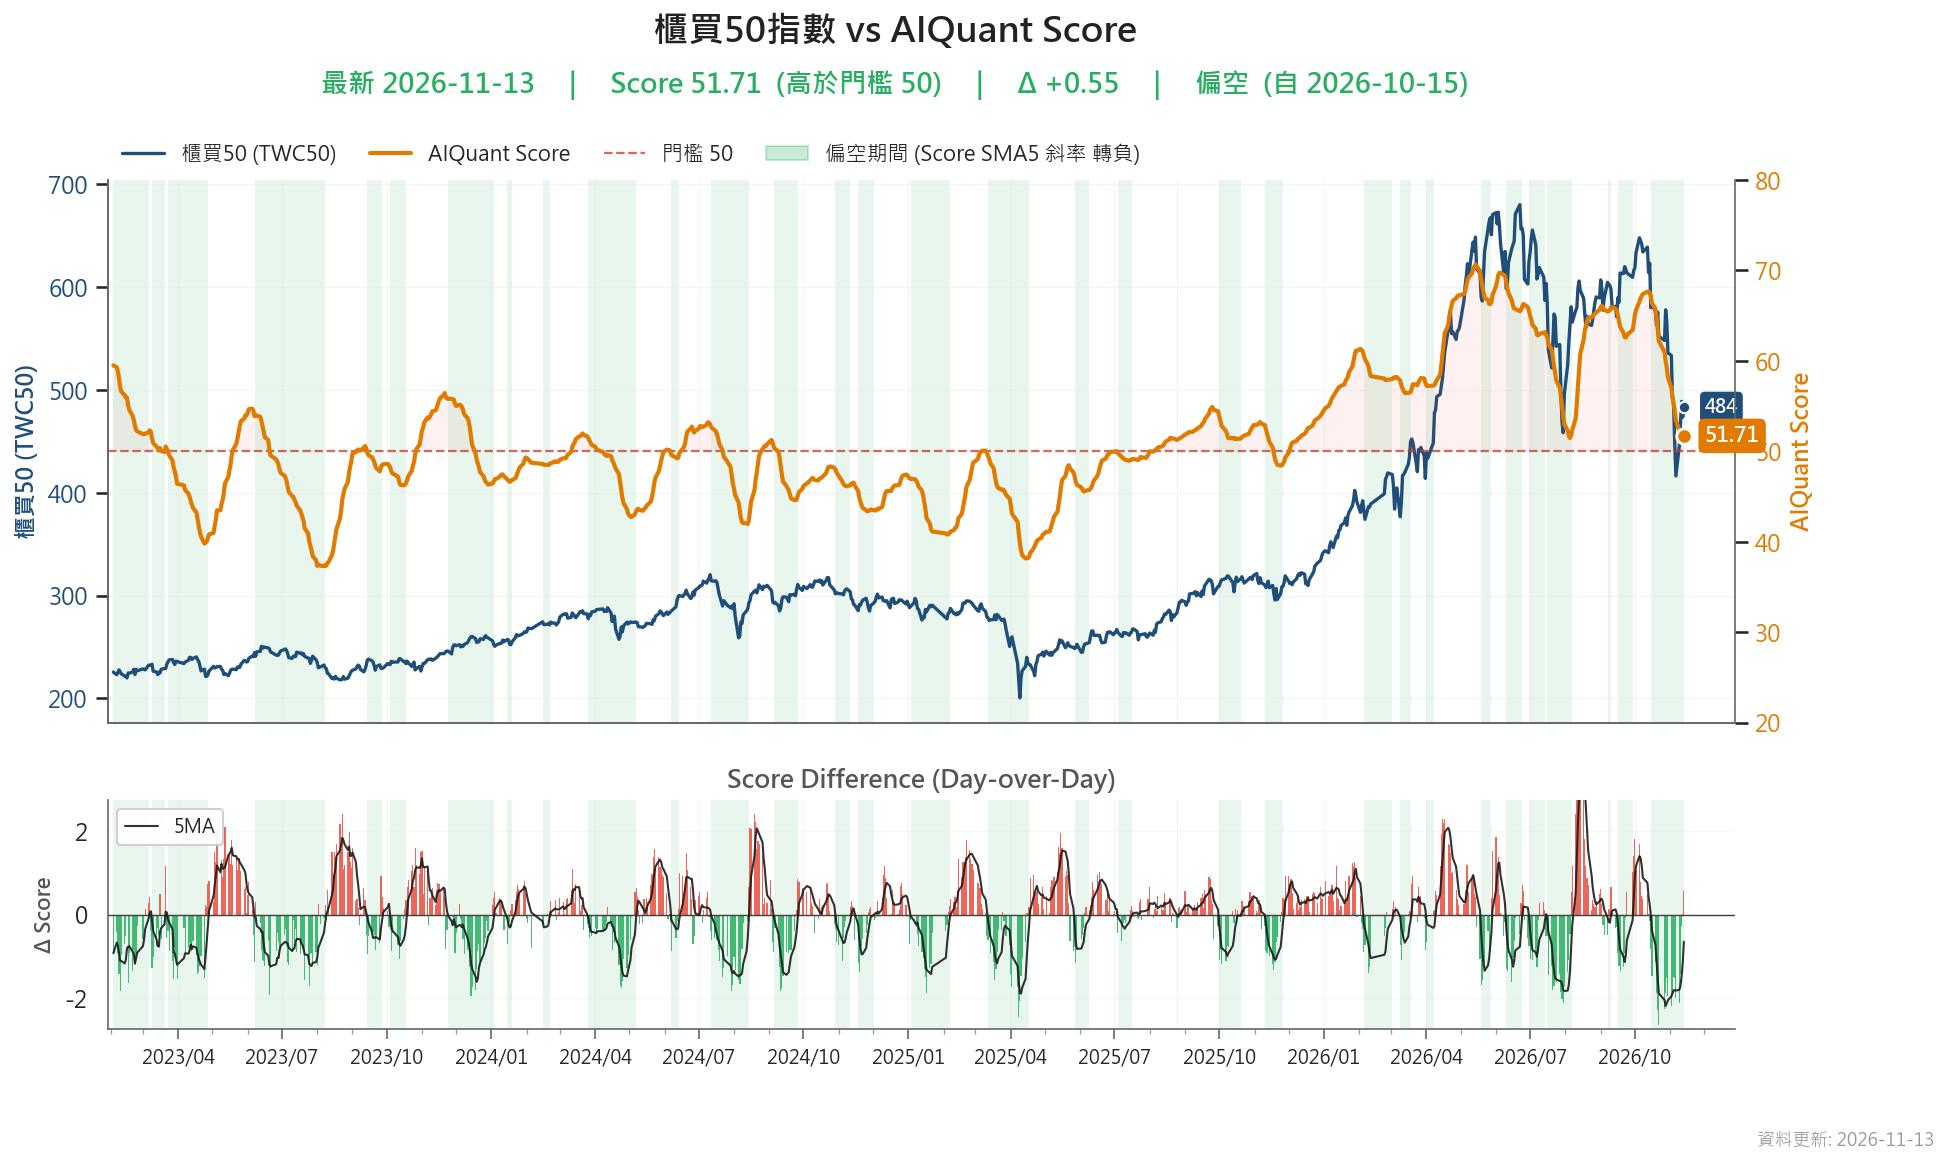 櫃買50指數 vs AIQuant Score
最新 2026-11-13 | Score 51.71 (高於門檻 50) | Δ +0.55 | 偏空 (自 2026-10-15)
櫃買50 (TWC50) AIQuant Score 門檻 50 偏空期間 (Score SMA5 斜率 轉負)
700
600
500
400
300
200
櫃買50 (TWC50)
80
70
60
50
40
30
20
AIQuant Score
484
51.71
Score Difference (Day-over-Day)
5MA
2
0
-2
Δ Score
2023/04 2023/07 2023/10 2024/01 2024/04 2024/07 2024/10 2025/01 2025/04 2025/07 2025/10 2026/01 2026/04 2026/07 2026/10
資料更新: 2026-11-13